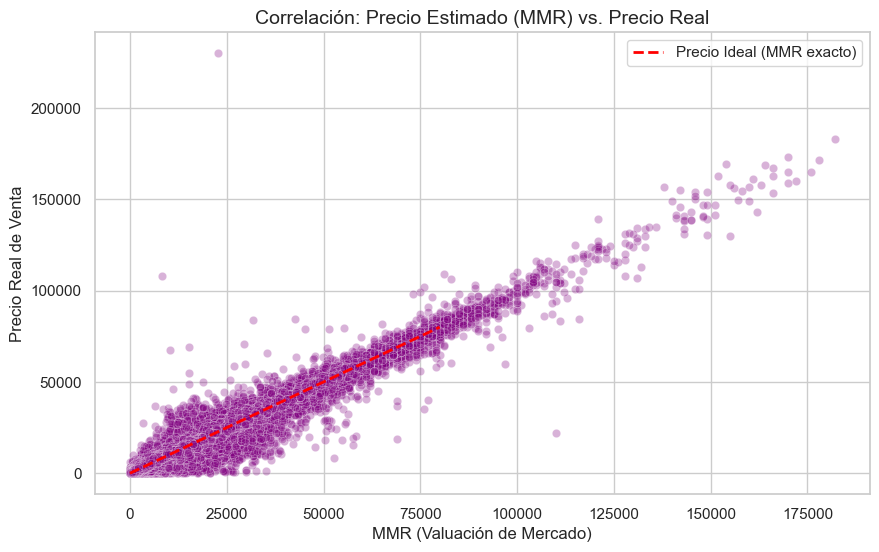 Correlación: Precio Estimado (MMR) vs. Precio Real
Precio Ideal (MMR exacto)
Precio Real de Venta
200000
150000
100000
50000
0
0 25000 50000 75000 100000 125000 150000 175000
MMR (Valuación de Mercado)